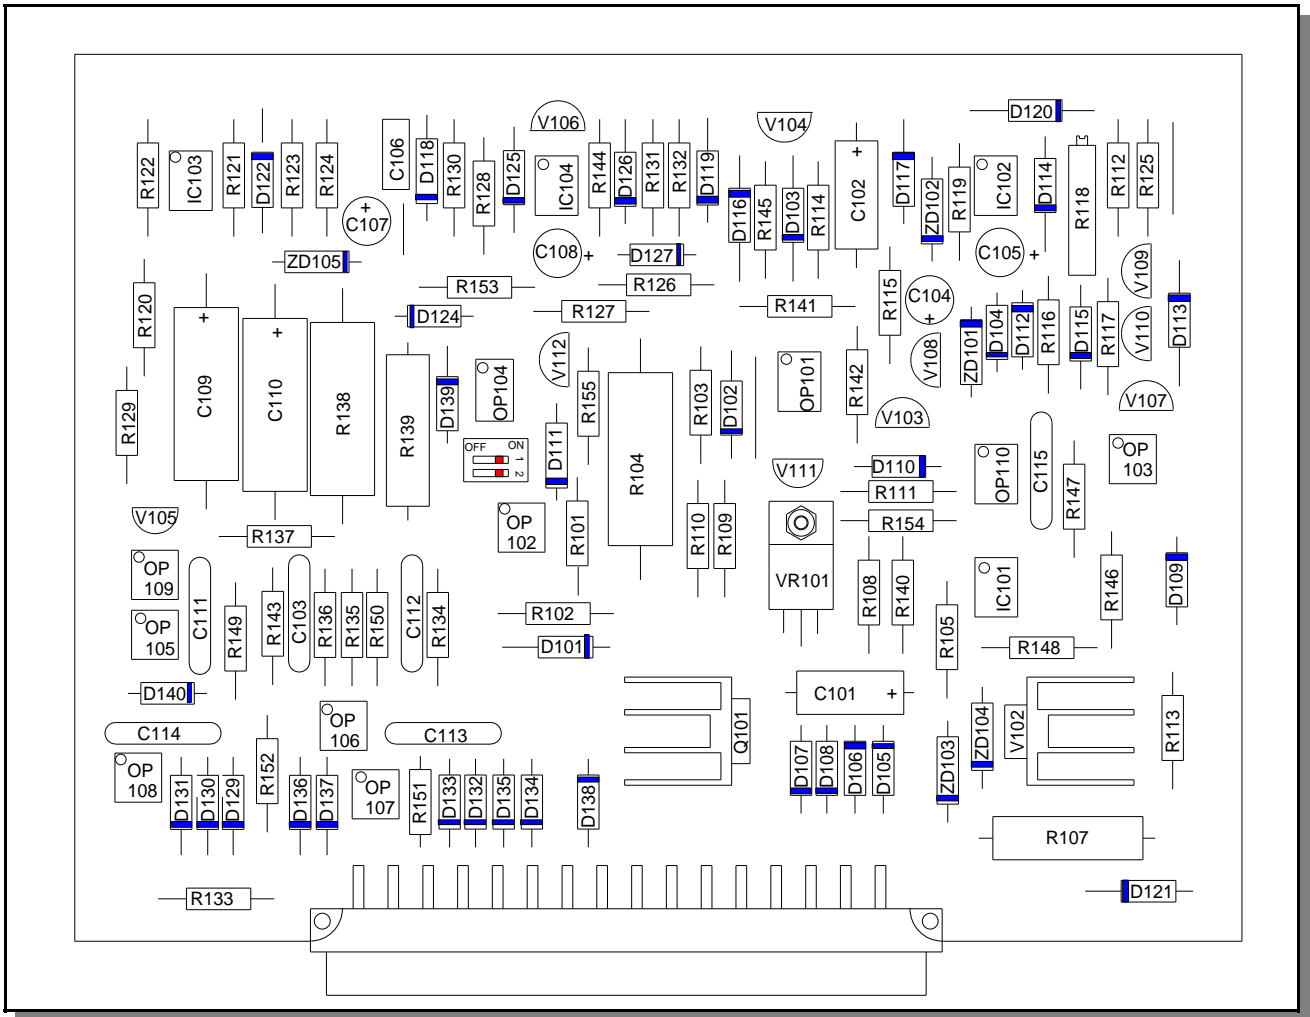 D120
V106
V104
R122
IC103
R121
D122
R123
R124
C106
D118
R130
R128
D125
IC104
R144
D126
R131
R132
D119
D116
R145
D103
R114
+
C102
D117
ZD102
R119
IC102
D114
R118
R112
R125
+
C107
C108 +
D127
C105 +
V109
ZD105
R153
R126
R120
R127
R141
R115
C104
+
D113
D124
+
C109
+
C110
R138
R139
V112
V108
ZD101
D104
D112
R116
D115
R117
V110
D139
OP104
R155
R104
R103
D102
OP101
R142
V103
V107
R129
OFF ON
1
2
D111
V111
D110
R111
OP110
C115
R147
OP
103
V105
R137
OP
102
R101
R110
R109
R154
VR101
OP
109
C111
R149
R143
C103
R136
R135
R150
C112
R134
R108
R140
R105
IC101
R146
D109
OP
105
R102
D101
R148
D140
C101 +
C114
OP
106
C113
Q101
ZD104
V102
R113
OP
108
D131
D130
D129
R152
D136
D137
OP
107
R151
D133
D132
D135
D134
D138
D107
D108
D106
D105
ZD103
R107
R133
D121